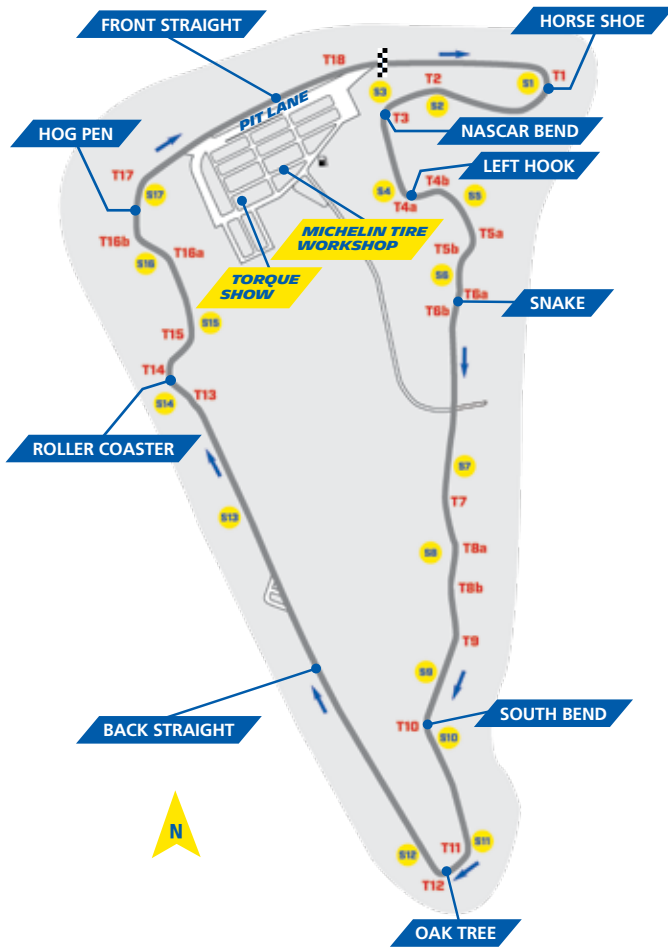 FRONT STRAIGHT
HORSE SHOE
T18
T2
S1
T1
S3
S2
T3
PIT LANE
NASCAR BEND
HOG PEN
LEFT HOOK
T17
S17
S4
T4b
S5
T4a
MICHELIN TIRE
WORKSHOP
T5a
T16b
T16a
T5b
S16
S6
TORQUE
SHOW
T6a
SNAKE
T6b
S15
T15
T14
T13
S14
ROLLER COASTER
S7
T7
S13
T8a
S8
T8b
T9
S9
BACK STRAIGHT
T10
SOUTH BEND
S10
N
S12
T11
S11
T12
OAK TREE